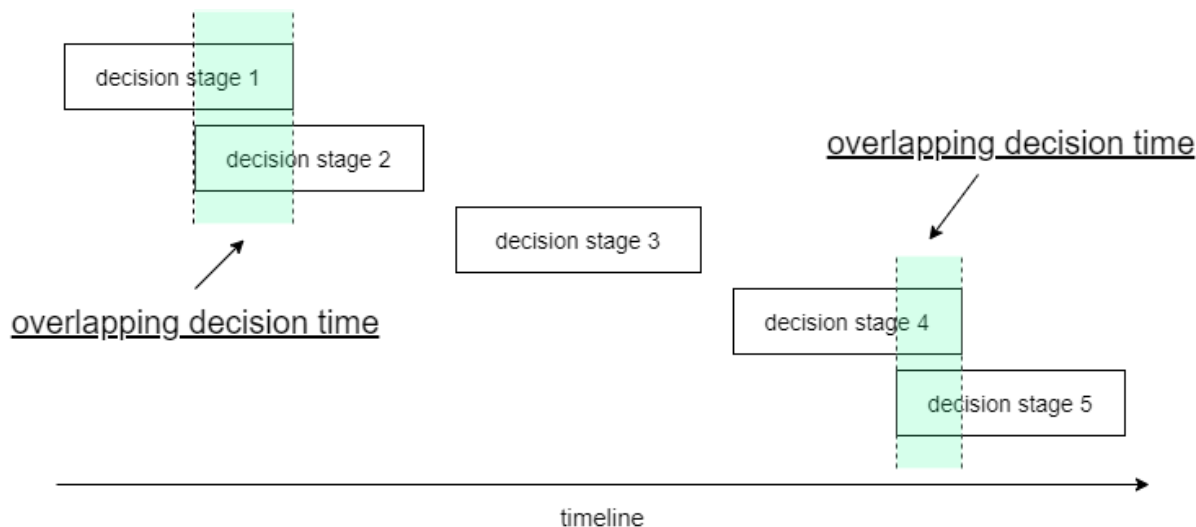 decision stage 1
decision stage 2
overlapping decision time
decision stage 3
overlapping decision time
decision stage 4
decision stage 5
timeline